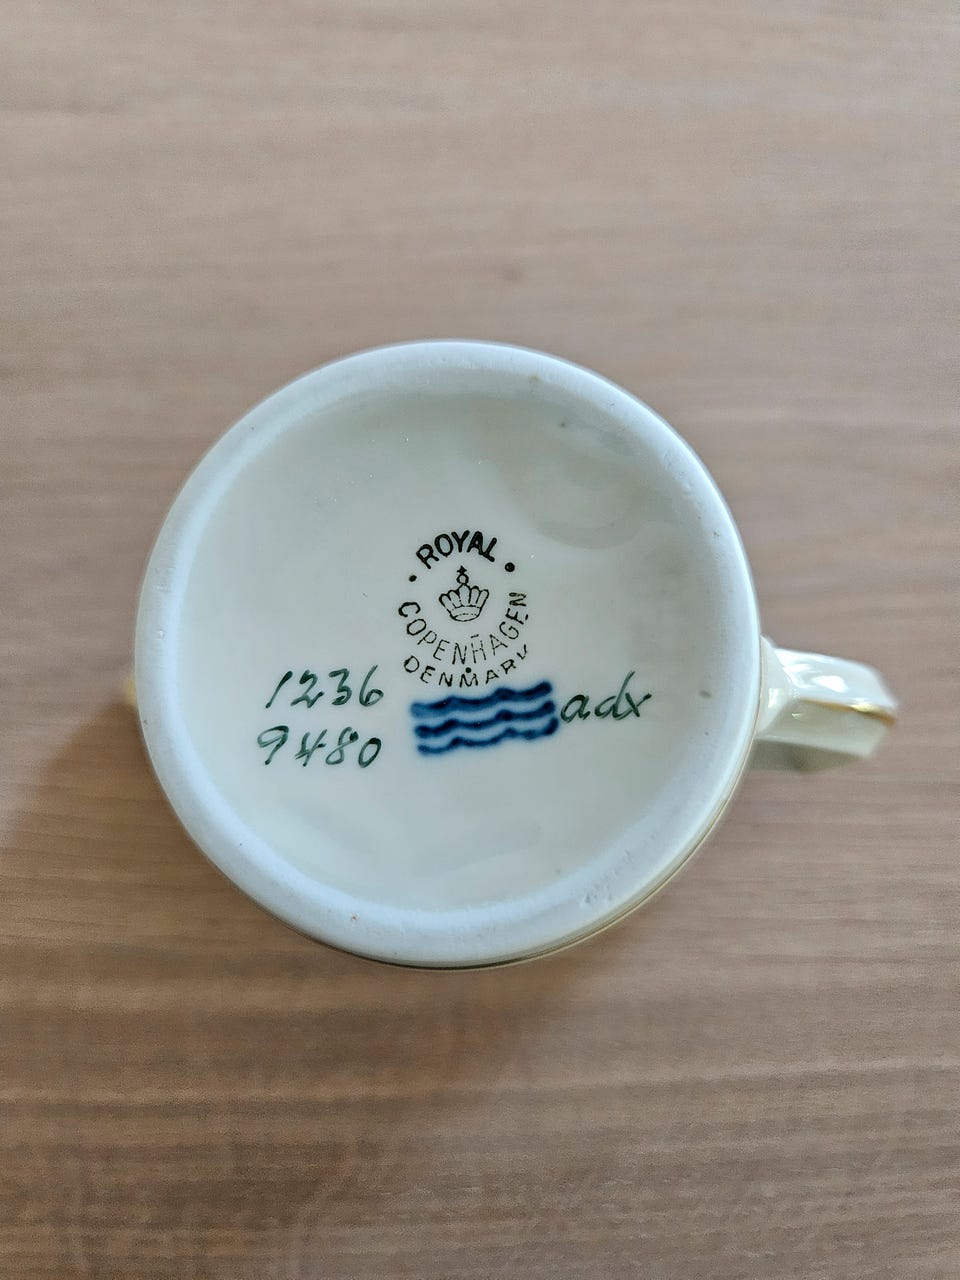 ROYAL
COPENHAGEN
DENMARK
1236
9480
adx